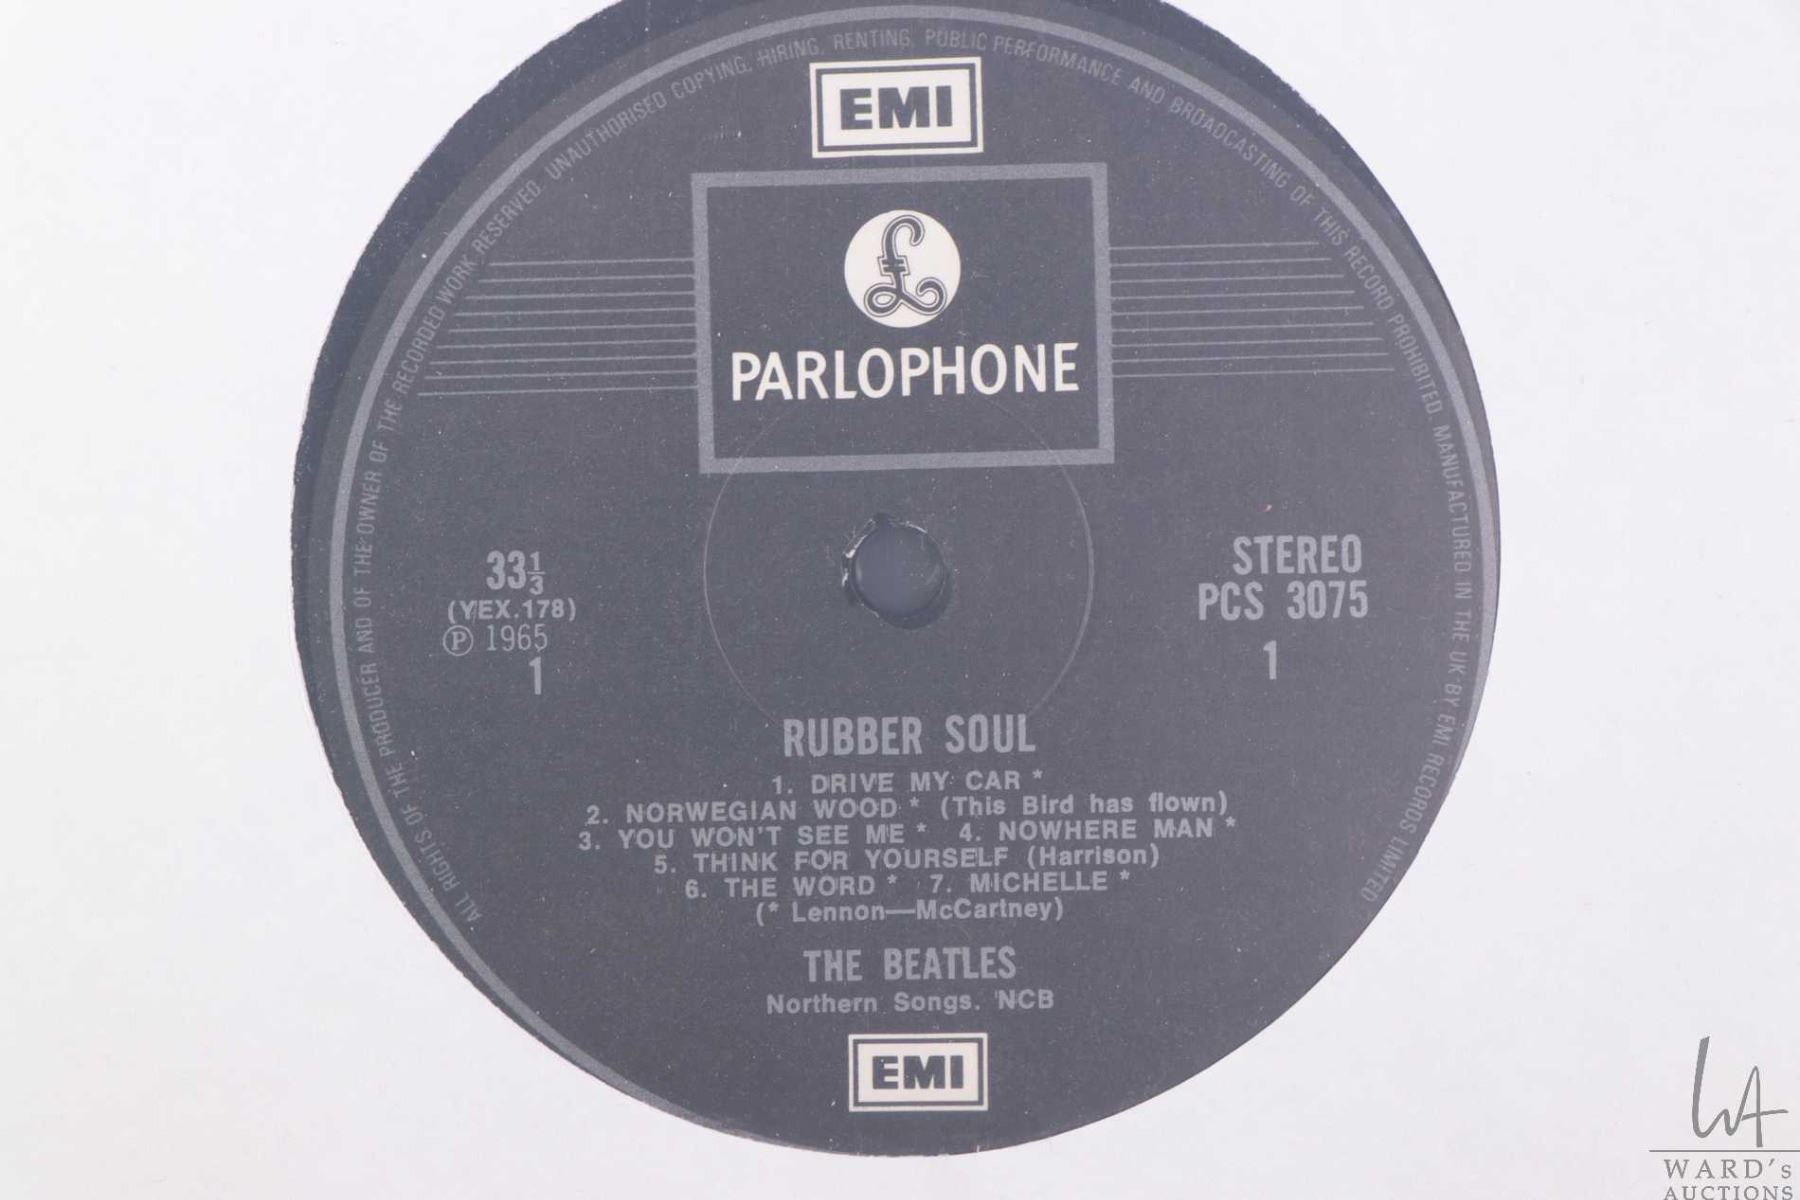 ALL RIGHTS OF THE PRODUCER AND OF THE OWNER OF THE RECORDED WORK RESERVED. UNAUTHORISED COPYING, HIRING, RENTING, PUBLIC PERFORMANCE AND BROADCASTING OF THIS RECORD PROHIBITED. MANUFACTURED IN THE UK BY EMI RECORDS LIMITED
EMI
£
PARLOPHONE
33⅓
(YEX.178)
℗ 1965
1
STEREO
PCS 3075
1
RUBBER SOUL
1. DRIVE MY CAR *
2. NORWEGIAN WOOD * (This Bird has flown)
3. YOU WON'T SEE ME * 4. NOWHERE MAN *
5. THINK FOR YOURSELF (Harrison)
6. THE WORD * 7. MICHELLE *
(* Lennon—McCartney)
THE BEATLES
Northern Songs. NCB
EMI
WA
WARD's
AUCTIONS